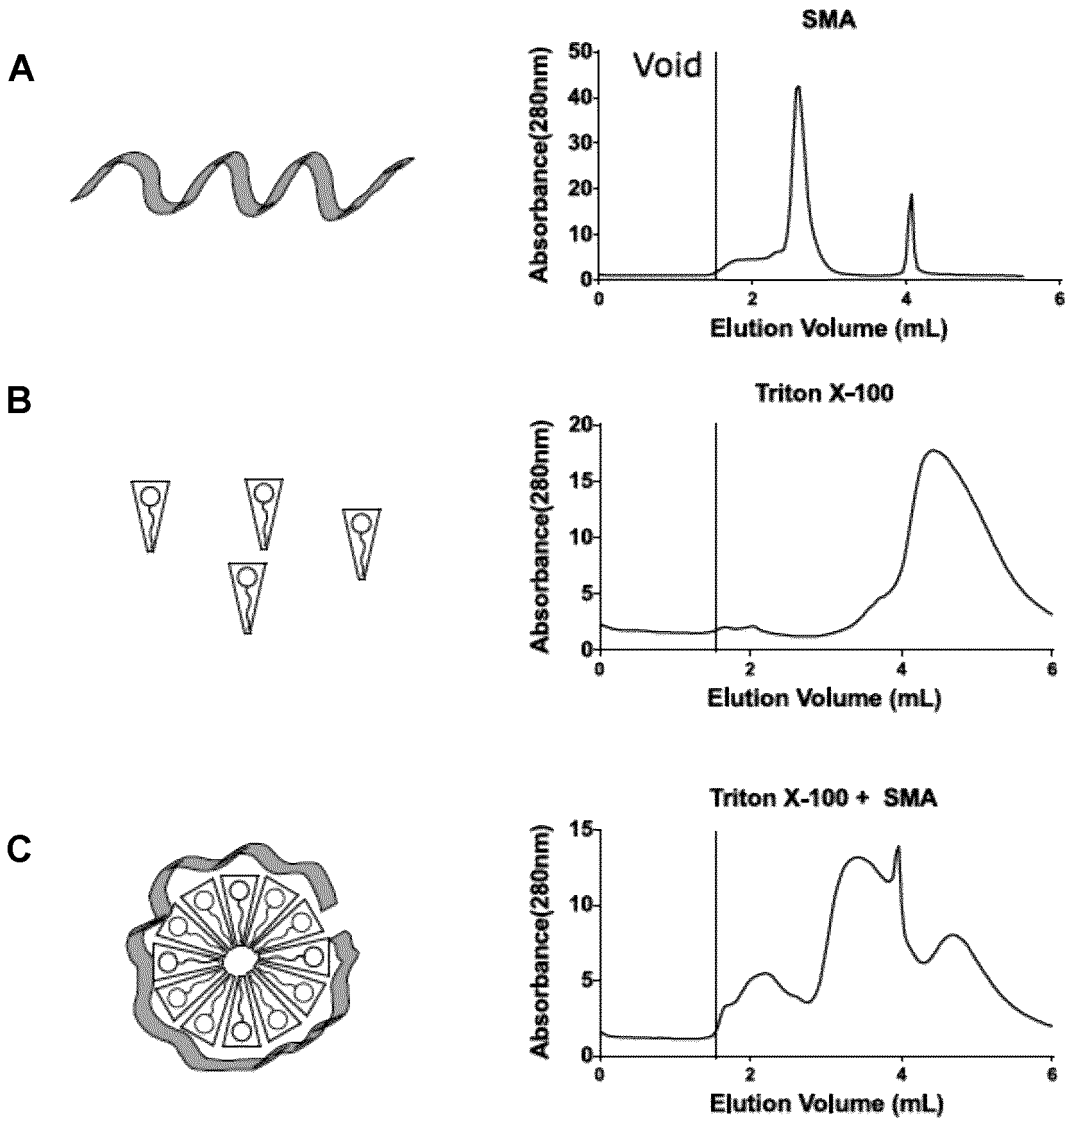 A
SMA
Void
Absorbance(280nm)
50
40
30
20
10
0
0 2 4 6
Elution Volume (mL)
B
Triton X-100
Absorbance(280nm)
20
15
10
5
0
0 2 4 6
Elution Volume (mL)
C
Triton X-100 + SMA
Absorbance(280nm)
15
10
5
0
0 2 4 6
Elution Volume (mL)